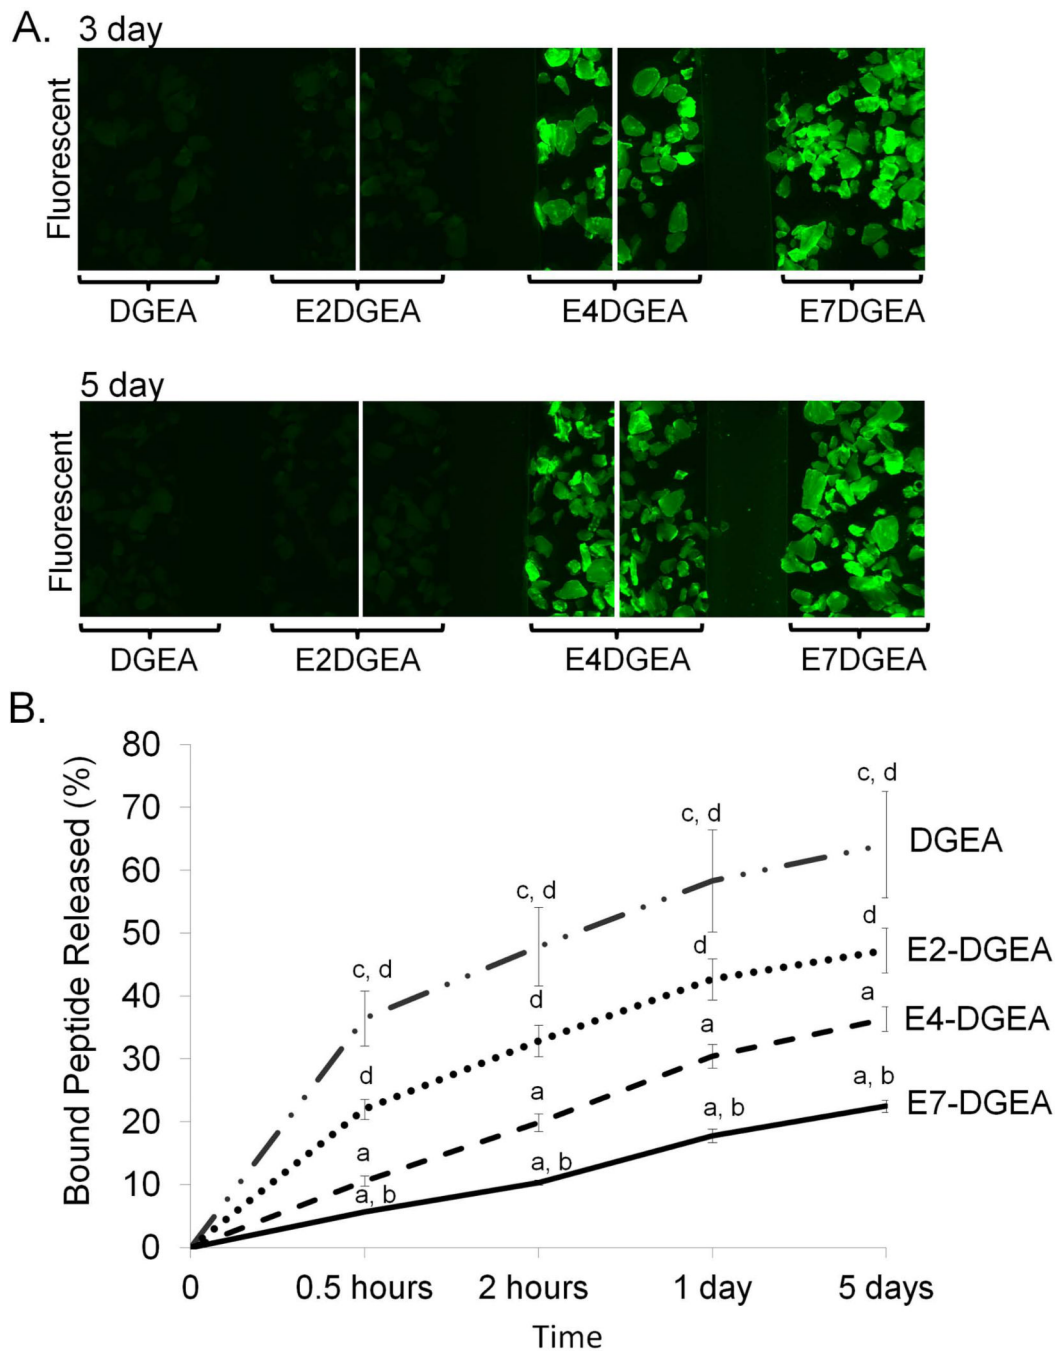 A.
3 day
Fluorescent
DGEA E2DGEA E4DGEA E7DGEA
5 day
Fluorescent
DGEA E2DGEA E4DGEA E7DGEA
B.
Bound Peptide Released (%)
80
70
60
50
40
30
20
10
0
c, d
c, d
c, d
c, d
DGEA
d
d
d
d
E2-DGEA
a
a
a
a
E4-DGEA
a, b
a, b
a, b
a, b
E7-DGEA
0 0.5 hours 2 hours 1 day 5 days
Time